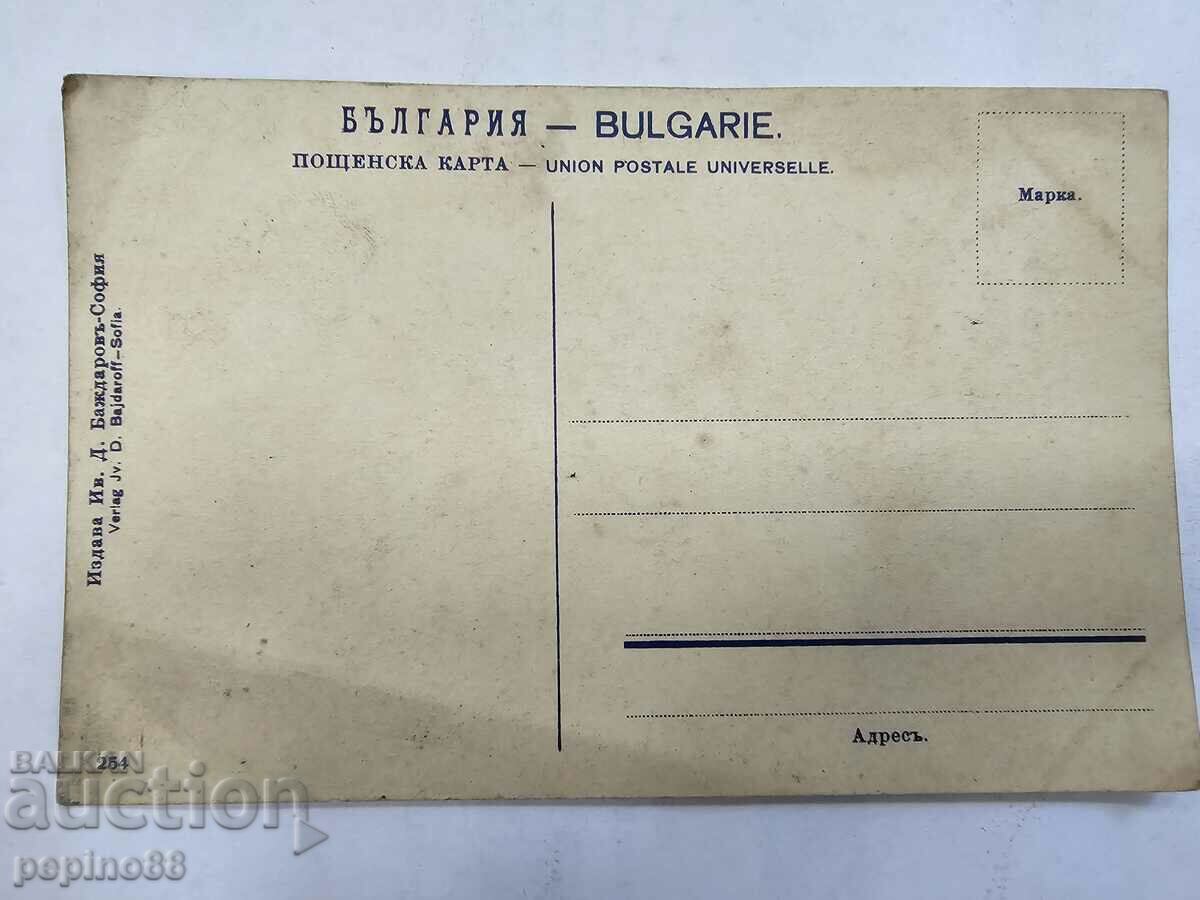 БЪЛГАРИЯ — BULGARIE.
ПОЩЕНСКА КАРТА — UNION POSTALE UNIVERSELLE.
Марка.
Издава Ив. Д. Баждаровъ-София
Verlag Jv. D. Bajdaroff-Sofia.
Адресъ.
254
BALKAN
auction
pepino88